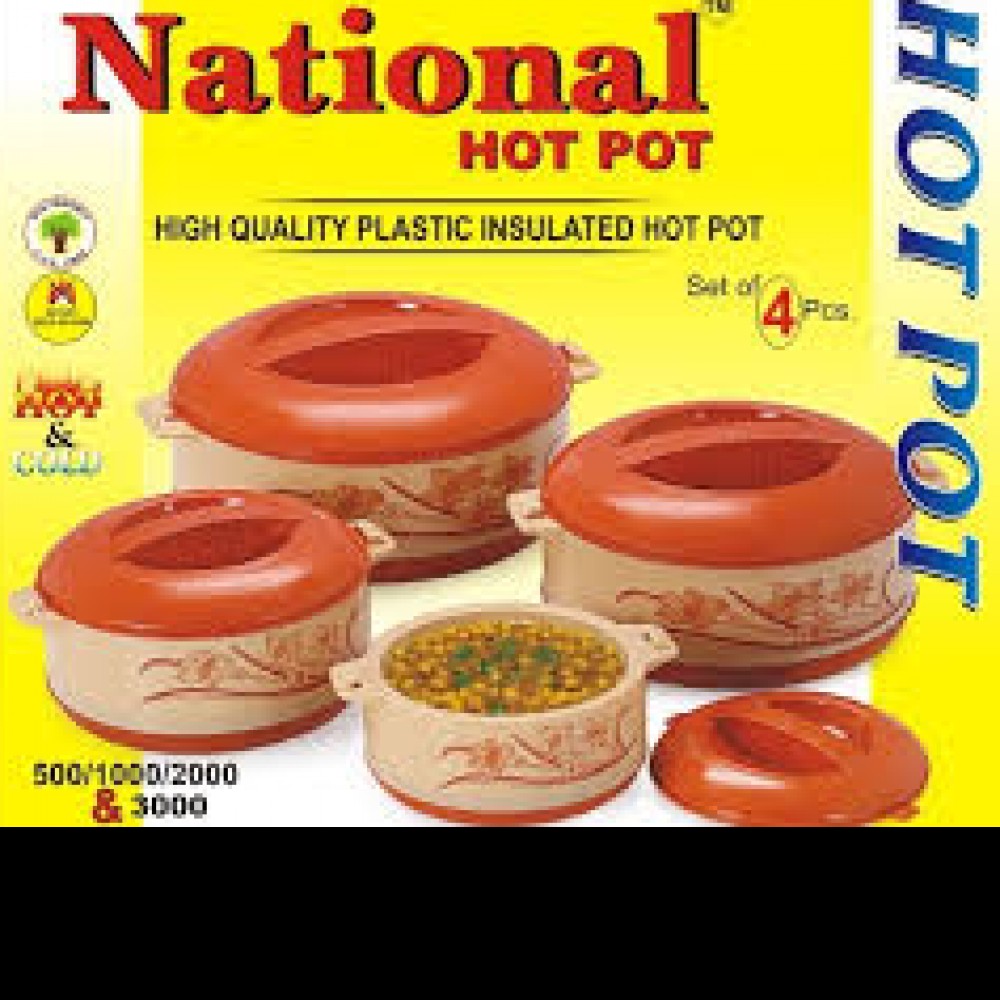 National™
HOT POT
HIGH QUALITY PLASTIC INSULATED HOT POT
Set of 4 Pcs.
HOT POT
HOT
&
COLD
500/1000/2000
& 3000